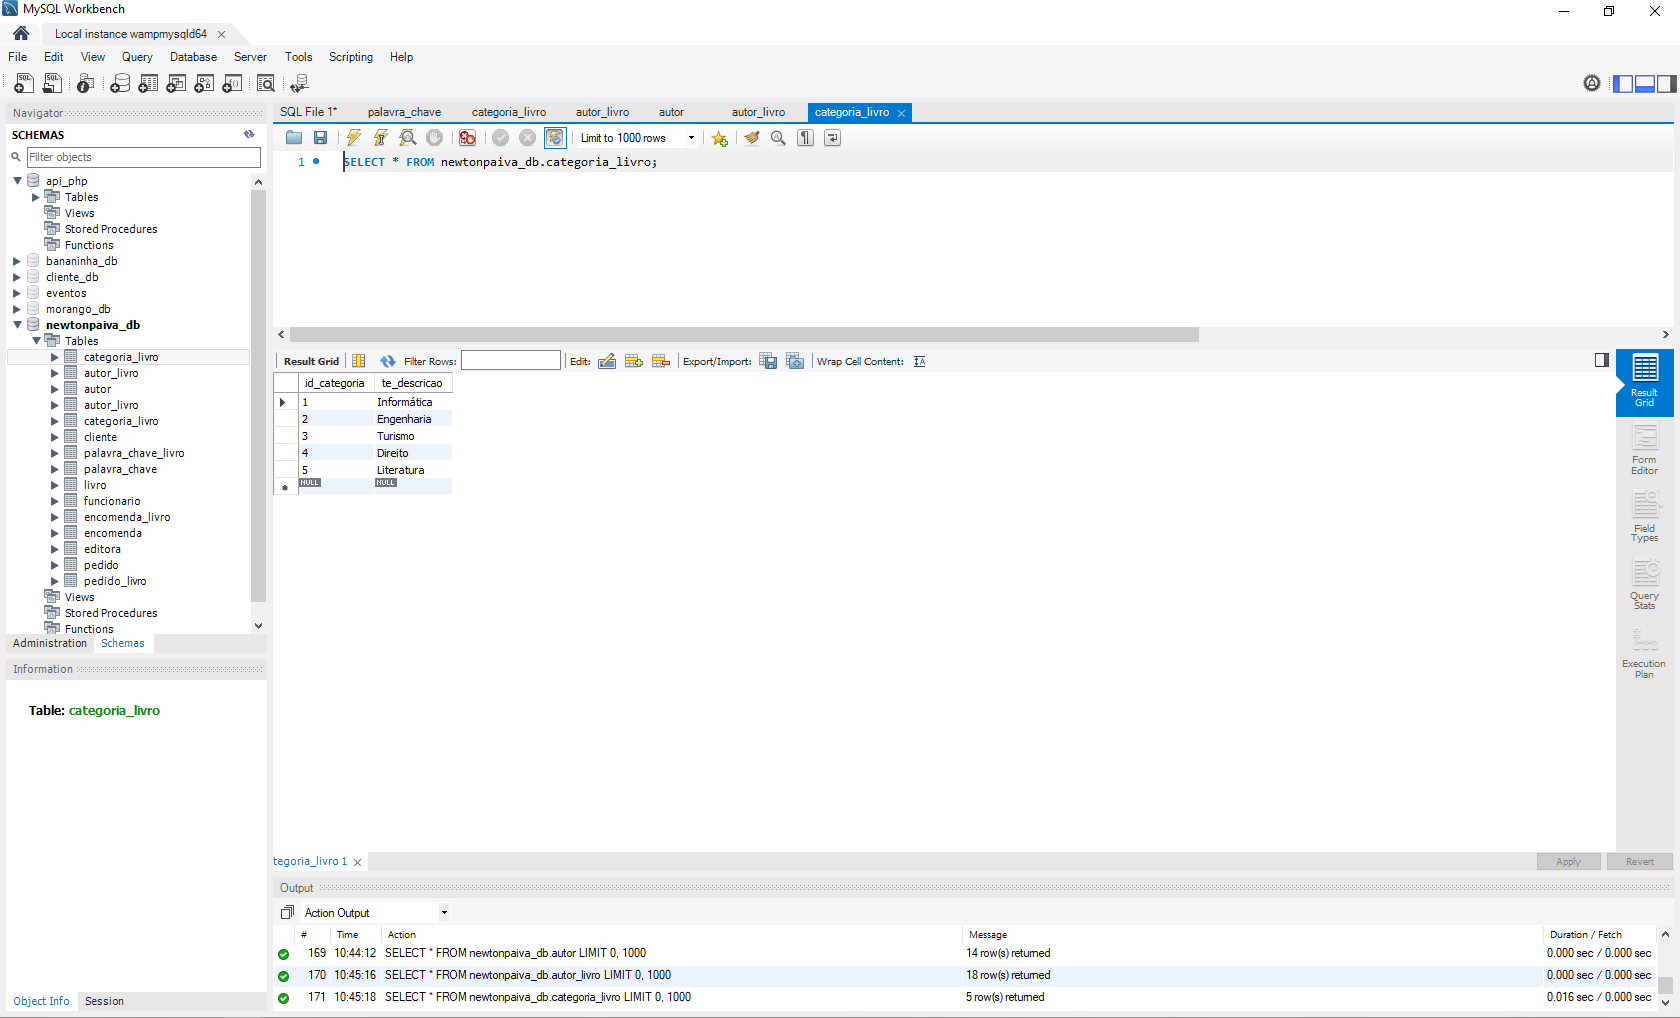 MySQL Workbench
Local instance wampmysqld64
File Edit View Query Database Server Tools Scripting Help
Navigator
SCHEMAS
Filter objects
api_php
Tables
Views
Stored Procedures
Functions
bananinha_db
cliente_db
eventos
morango_db
newtonpaiva_db
Tables
categoria_livro
autor_livro
autor
autor_livro
categoria_livro
cliente
palavra_chave_livro
palavra_chave
livro
funcionario
encomenda_livro
encomenda
editora
pedido
pedido_livro
Views
Stored Procedures
Functions
Administration Schemas
Information
Table: categoria_livro
Object Info Session
SQL File 1* palavra_chave categoria_livro autor_livro autor autor_livro categoria_livro
Limit to 1000 rows
1 SELECT * FROM newtonpaiva_db.categoria_livro;
Result Grid Filter Rows: Edit: Export/Import: Wrap Cell Content:
id_categoria te_descricao
1 Informática
2 Engenharia
3 Turismo
4 Direito
5 Literatura
NULL NULL
Result
Grid
Form
Editor
Field
Types
Query
Stats
Execution
Plan
tegoria_livro 1
Apply Revert
Output
Action Output
# Time Action Message Duration / Fetch
169 10:44:12 SELECT * FROM newtonpaiva_db.autor LIMIT 0, 1000 14 row(s) returned 0.000 sec / 0.000 sec
170 10:45:16 SELECT * FROM newtonpaiva_db.autor_livro LIMIT 0, 1000 18 row(s) returned 0.000 sec / 0.000 sec
171 10:45:18 SELECT * FROM newtonpaiva_db.categoria_livro LIMIT 0, 1000 5 row(s) returned 0.016 sec / 0.000 sec